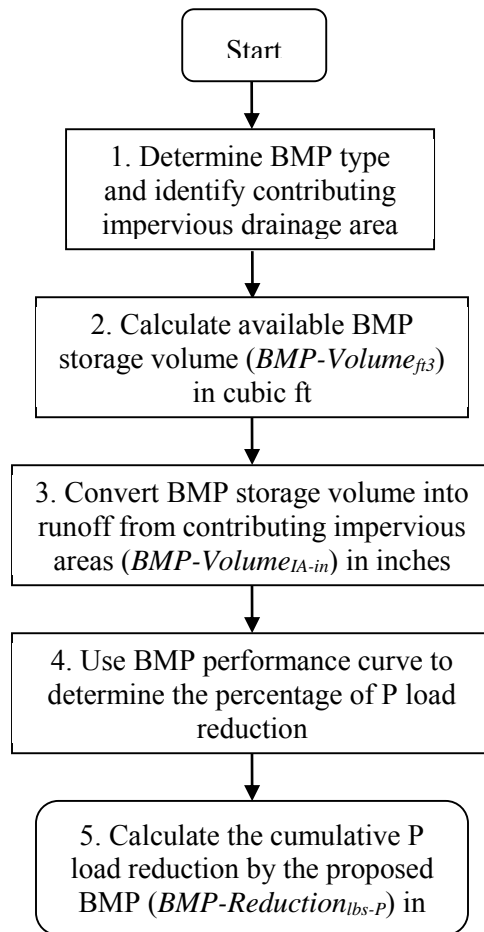 Start
1. Determine BMP type
and identify contributing
impervious drainage area
2. Calculate available BMP
storage volume (BMP-Volumeft3)
in cubic ft
3. Convert BMP storage volume into
runoff from contributing impervious
areas (BMP-VolumeIA-in) in inches
4. Use BMP performance curve to
determine the percentage of P load
reduction
5. Calculate the cumulative P
load reduction by the proposed
BMP (BMP-Reductionlbs-P) in